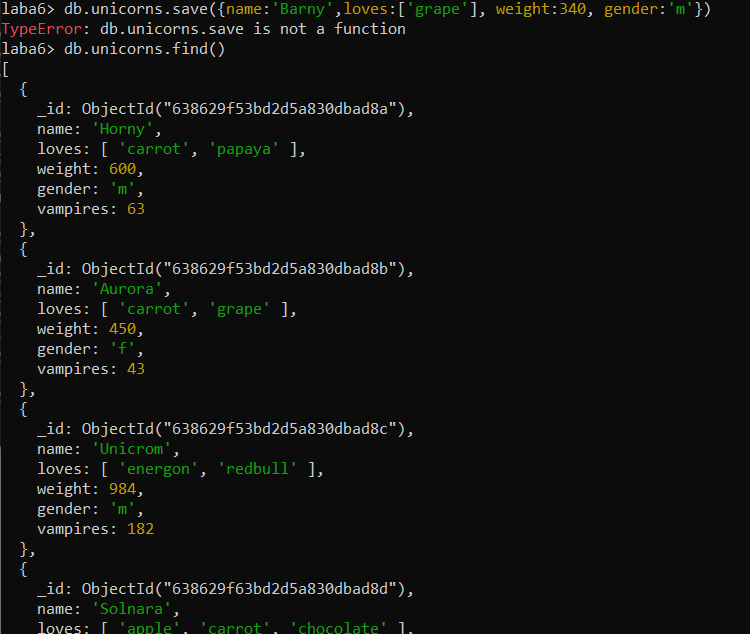 laba6> db.unicorns.save({name:'Barny',loves:['grape'], weight:340, gender:'m'})
TypeError: db.unicorns.save is not a function
laba6> db.unicorns.find()
[
  {
    _id: ObjectId("638629f53bd2d5a830dbad8a"),
    name: 'Horny',
    loves: [ 'carrot', 'papaya' ],
    weight: 600,
    gender: 'm',
    vampires: 63
  },
  {
    _id: ObjectId("638629f53bd2d5a830dbad8b"),
    name: 'Aurora',
    loves: [ 'carrot', 'grape' ],
    weight: 450,
    gender: 'f',
    vampires: 43
  },
  {
    _id: ObjectId("638629f53bd2d5a830dbad8c"),
    name: 'Unicrom',
    loves: [ 'energon', 'redbull' ],
    weight: 984,
    gender: 'm',
    vampires: 182
  },
  {
    _id: ObjectId("638629f63bd2d5a830dbad8d"),
    name: 'Solnara',
    loves: [ 'apple', 'carrot', 'chocolate' ],